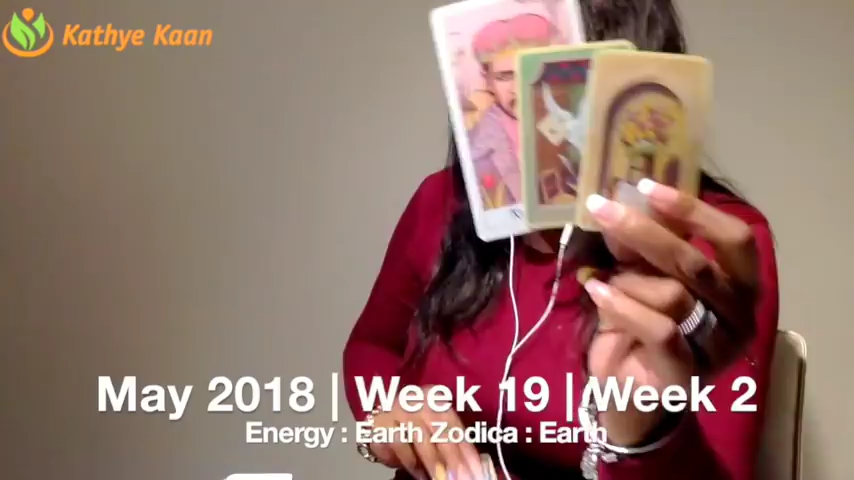 Kathye Kaan
May 2018 | Week 19 | Week 2
Energy : Earth Zodica : Earth